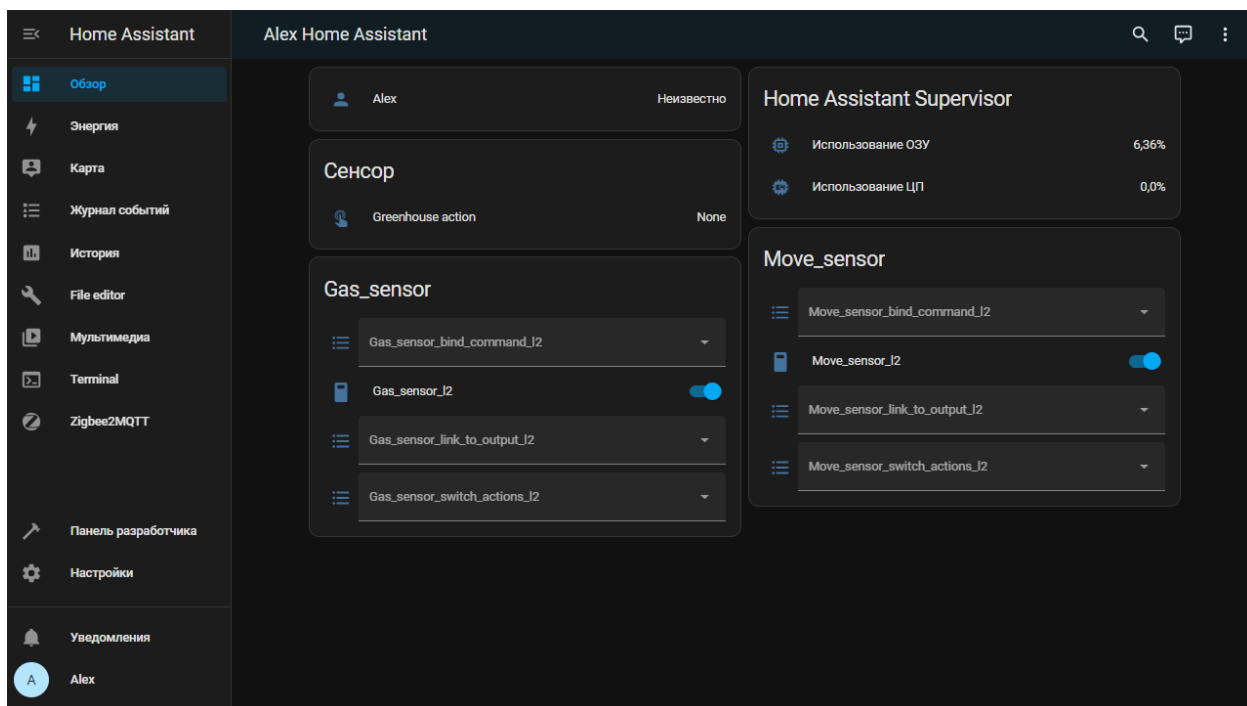 Home Assistant
Обзор
Энергия
Карта
Журнал событий
История
File editor
Мультимедиа
Terminal
Zigbee2MQTT
Панель разработчика
Настройки
Уведомления
A Alex
Alex Home Assistant
Alex Неизвестно
Сенсор
Greenhouse action None
Gas_sensor
Gas_sensor_bind_command_l2
Gas_sensor_l2
Gas_sensor_link_to_output_l2
Gas_sensor_switch_actions_l2
Home Assistant Supervisor
Использование ОЗУ 6,36%
Использование ЦП 0,0%
Move_sensor
Move_sensor_bind_command_l2
Move_sensor_l2
Move_sensor_link_to_output_l2
Move_sensor_switch_actions_l2